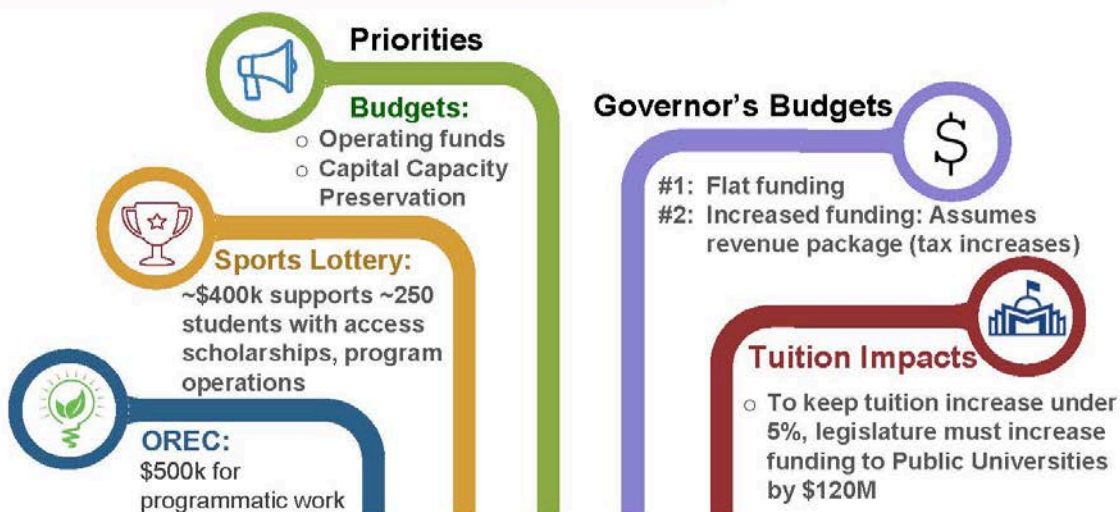 Priorities
Budgets:
○ Operating funds
○ Capital Capacity
Preservation
Sports Lottery:
~$400k supports ~250
students with access
scholarships, program
operations
OREC:
$500k for
programmatic work
Governor's Budgets
$
#1: Flat funding
#2: Increased funding: Assumes
revenue package (tax increases)
Tuition Impacts
○ To keep tuition increase under
5%, legislature must increase
funding to Public Universities
by $120M